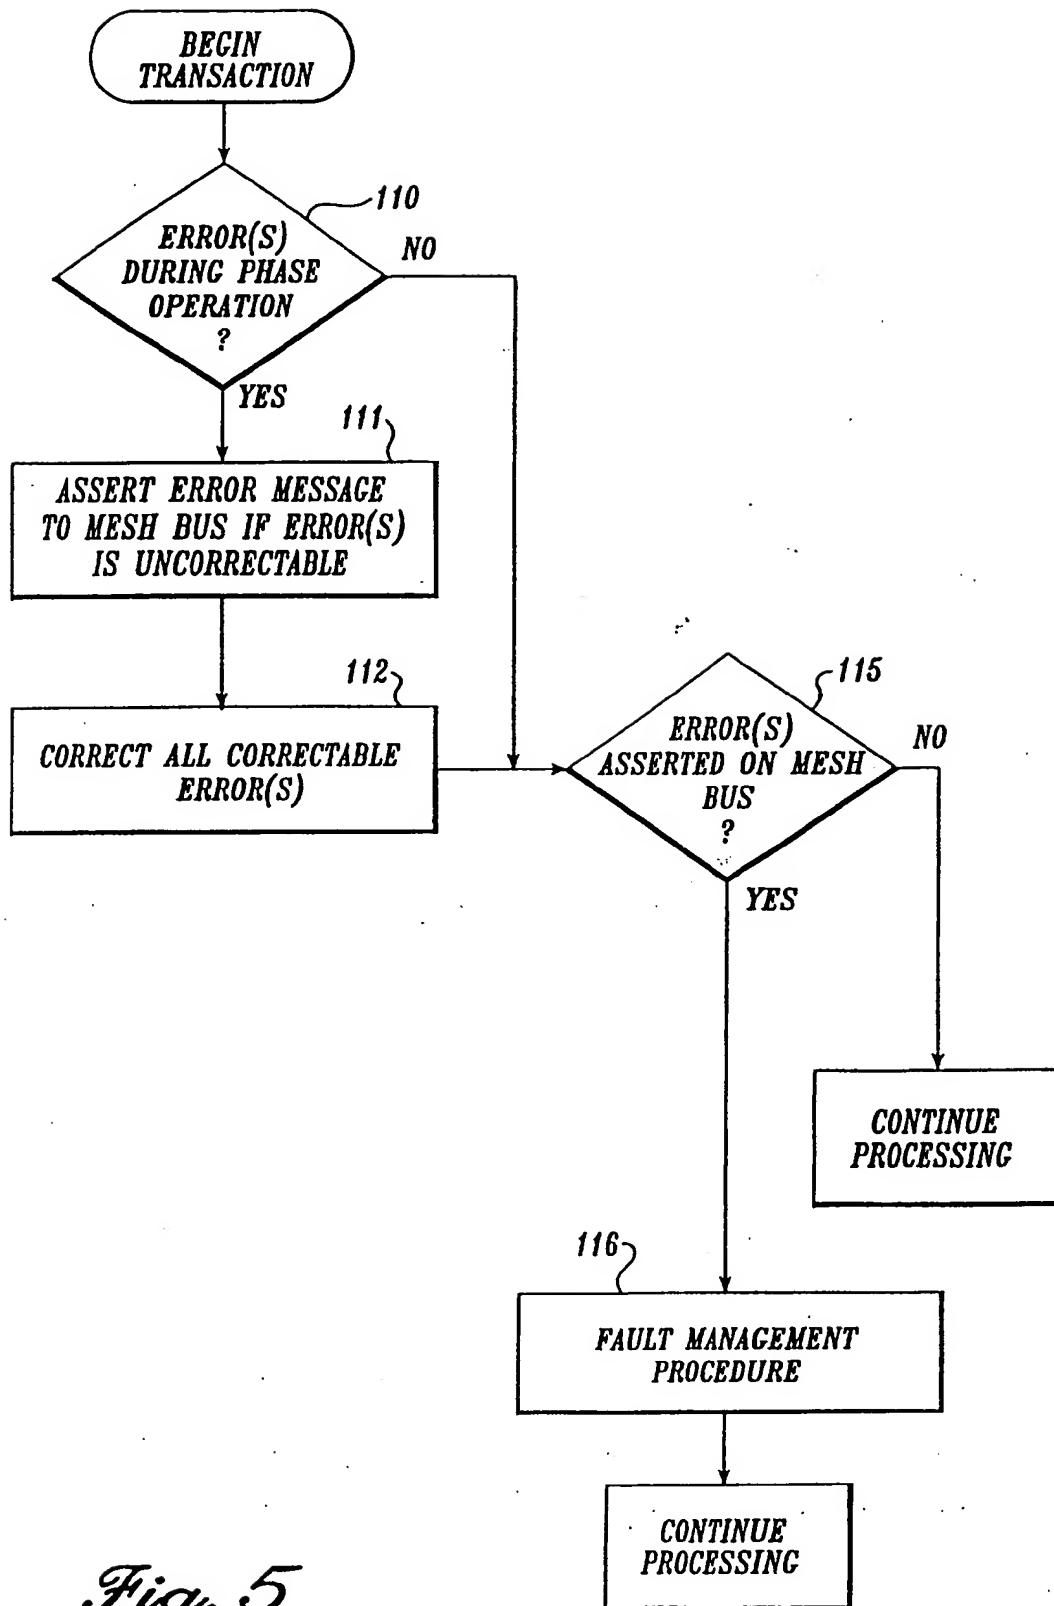 BEGIN
TRANSACTION
110
ERROR(S)
DURING PHASE
OPERATION
?
NO
YES
111
ASSERT ERROR MESSAGE
TO MESH BUS IF ERROR(S)
IS UNCORRECTABLE
112
CORRECT ALL CORRECTABLE
ERROR(S)
115
ERROR(S)
ASSERTED ON MESH
BUS
?
NO
YES
CONTINUE
PROCESSING
116
FAULT MANAGEMENT
PROCEDURE
CONTINUE
PROCESSING
Fig. 5